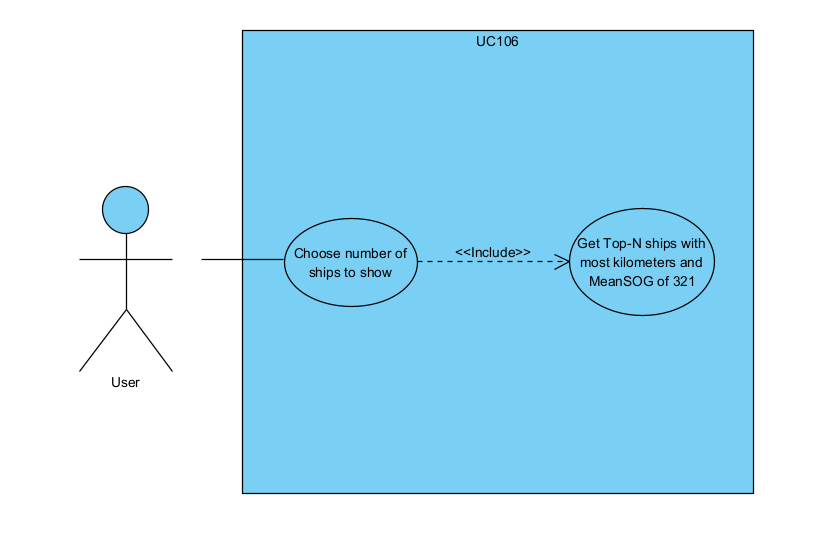 UC106
Choose number of
ships to show
<<Include>>
Get Top-N ships with
most kilometers and
MeanSOG of 321
User